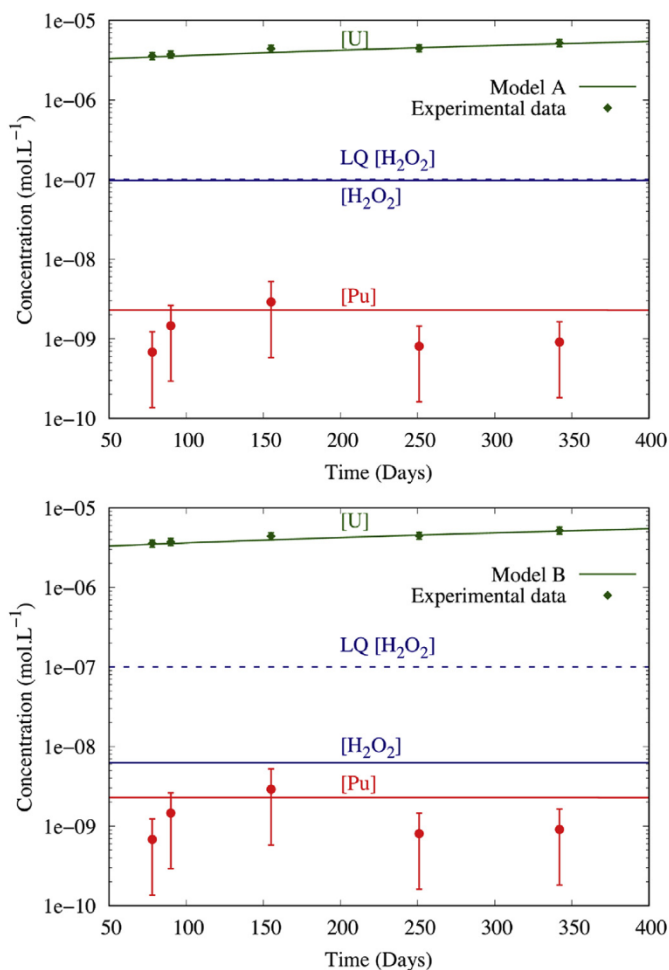 1e−05
[U]
Model A
Experimental data
1e−06
LQ [H₂O₂]
1e−07
[H₂O₂]
1e−08
[Pu]
1e−09
1e−10
Concentration (mol.L⁻¹)
50 100 150 200 250 300 350 400
Time (Days)
1e−05
[U]
Model B
Experimental data
1e−06
LQ [H₂O₂]
1e−07
1e−08
[H₂O₂]
[Pu]
1e−09
1e−10
Concentration (mol.L⁻¹)
50 100 150 200 250 300 350 400
Time (Days)